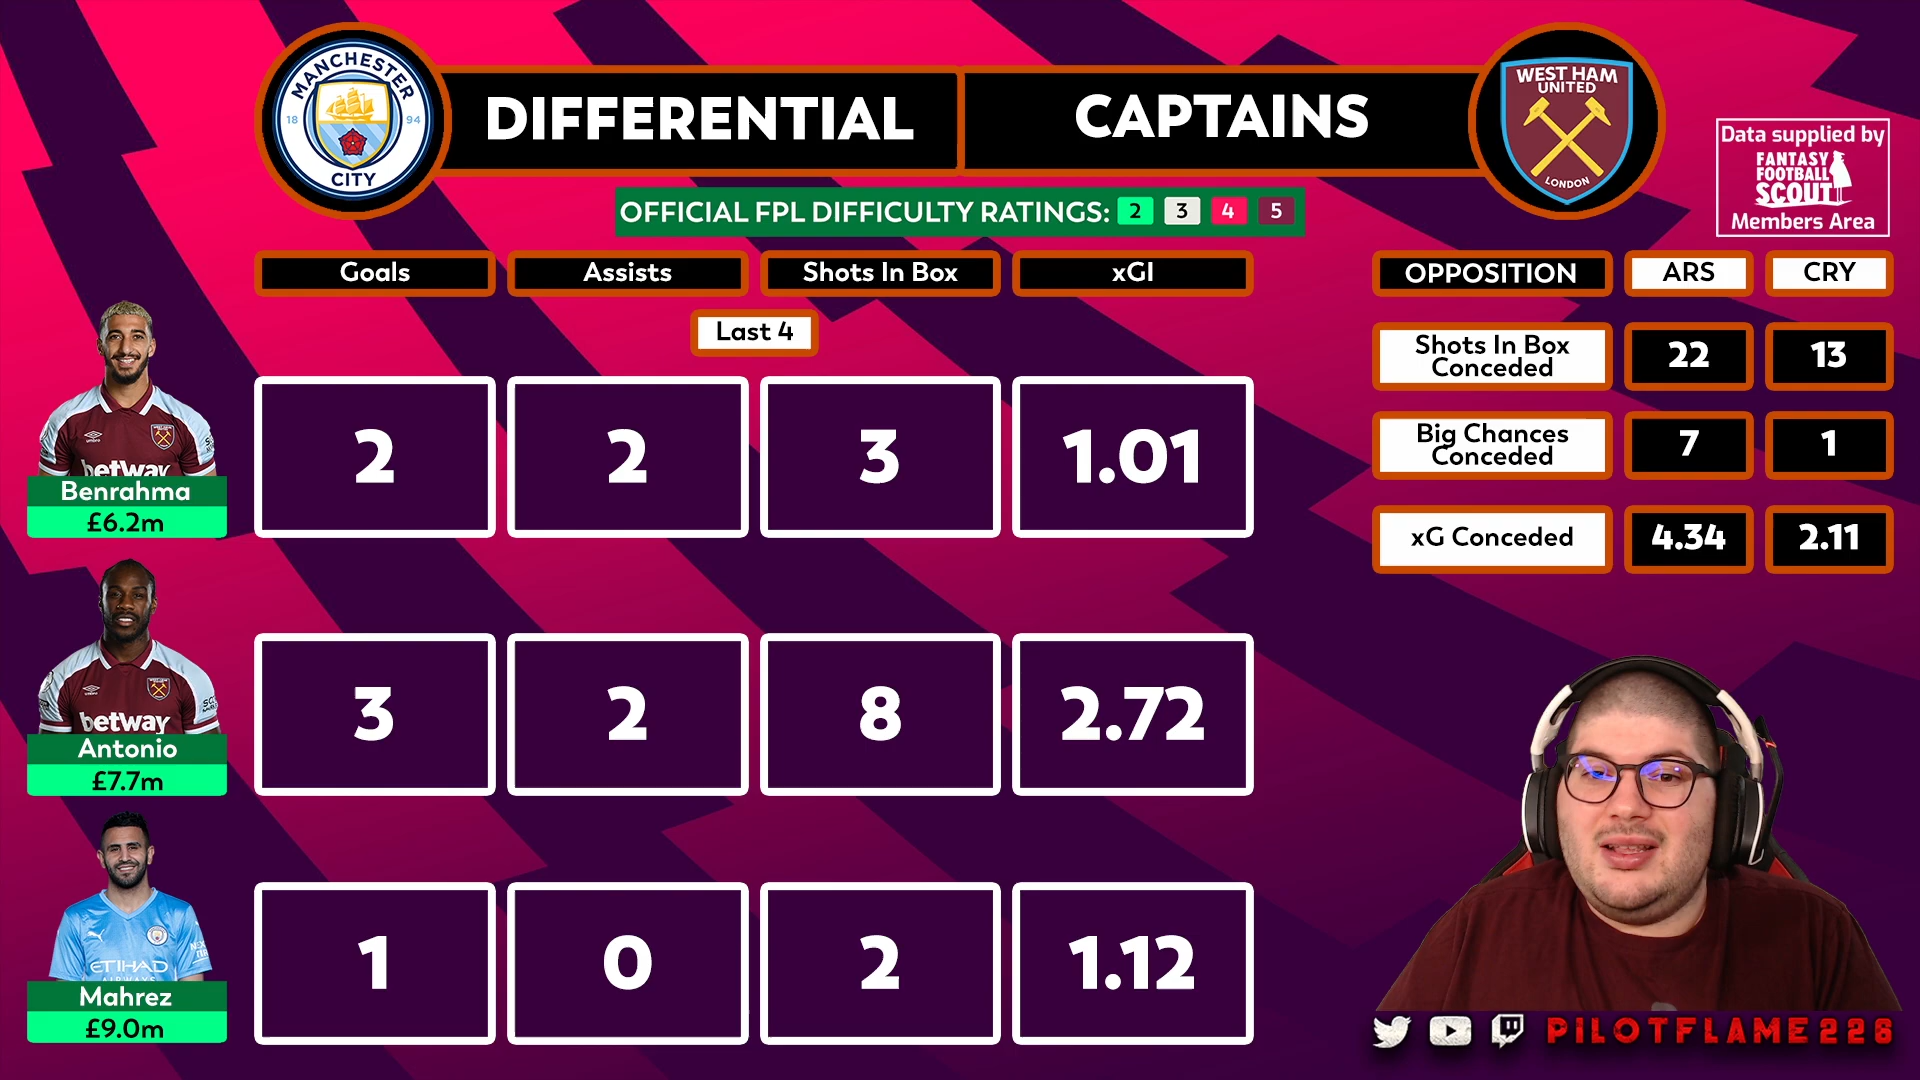 MANCHESTER
18 94
CITY
DIFFERENTIAL
CAPTAINS
WEST HAM
UNITED
LONDON
Data supplied by
FANTASY
FOOTBALL
SCOUT
Members Area
OFFICIAL FPL DIFFICULTY RATINGS: 2 3 4 5
Goals Assists Shots In Box xGI
Last 4
OPPOSITION ARS CRY
Shots In Box
Conceded
22 13
Big Chances
Conceded
7 1
xG Conceded 4.34 2.11
betway
Benrahma
£6.2m
2 2 3 1.01
betway
Antonio
£7.7m
3 2 8 2.72
ETIHAD
AIRWAYS
Mahrez
£9.0m
1 0 2 1.12
PILOTFLAME226